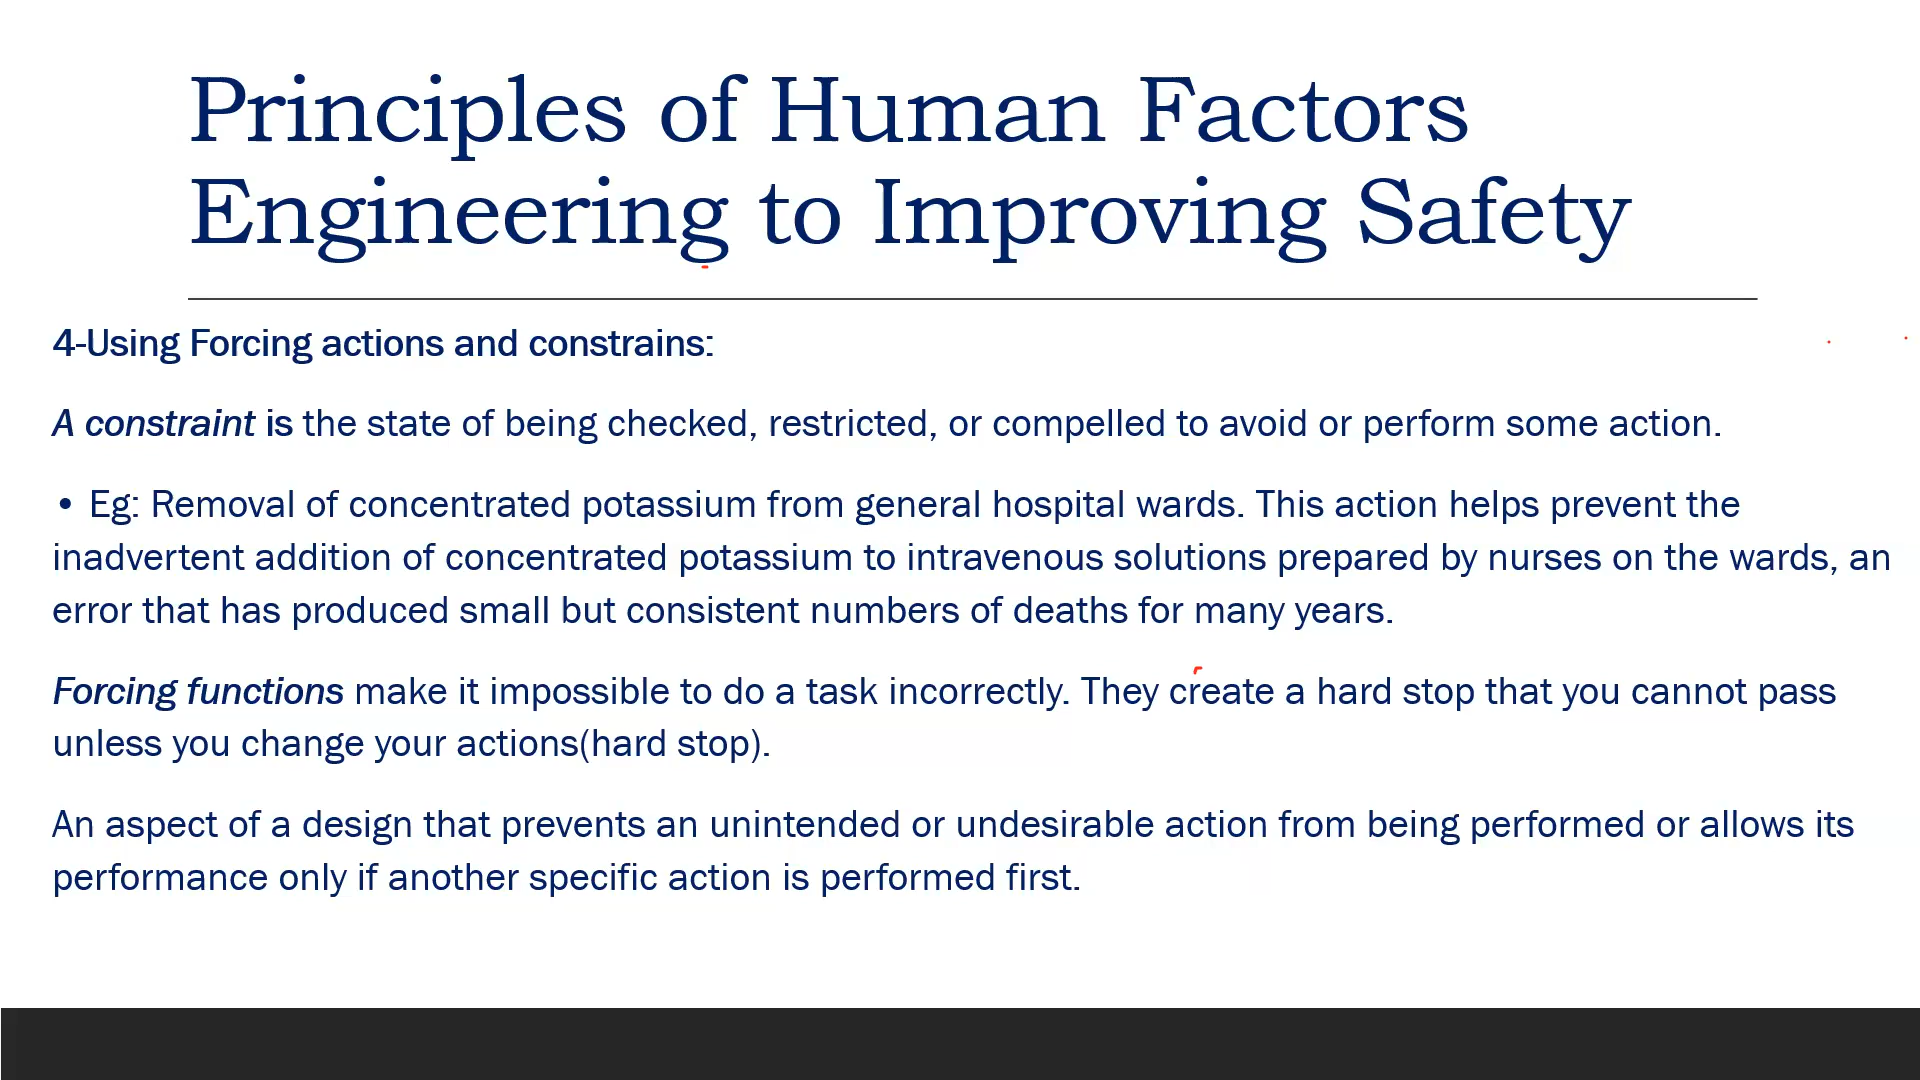 Principles of Human Factors
Engineering to Improving Safety
4-Using Forcing actions and constrains:
A constraint is the state of being checked, restricted, or compelled to avoid or perform some action.
• Eg: Removal of concentrated potassium from general hospital wards. This action helps prevent the
inadvertent addition of concentrated potassium to intravenous solutions prepared by nurses on the wards, an
error that has produced small but consistent numbers of deaths for many years.
Forcing functions make it impossible to do a task incorrectly. They create a hard stop that you cannot pass
unless you change your actions(hard stop).
An aspect of a design that prevents an unintended or undesirable action from being performed or allows its
performance only if another specific action is performed first.